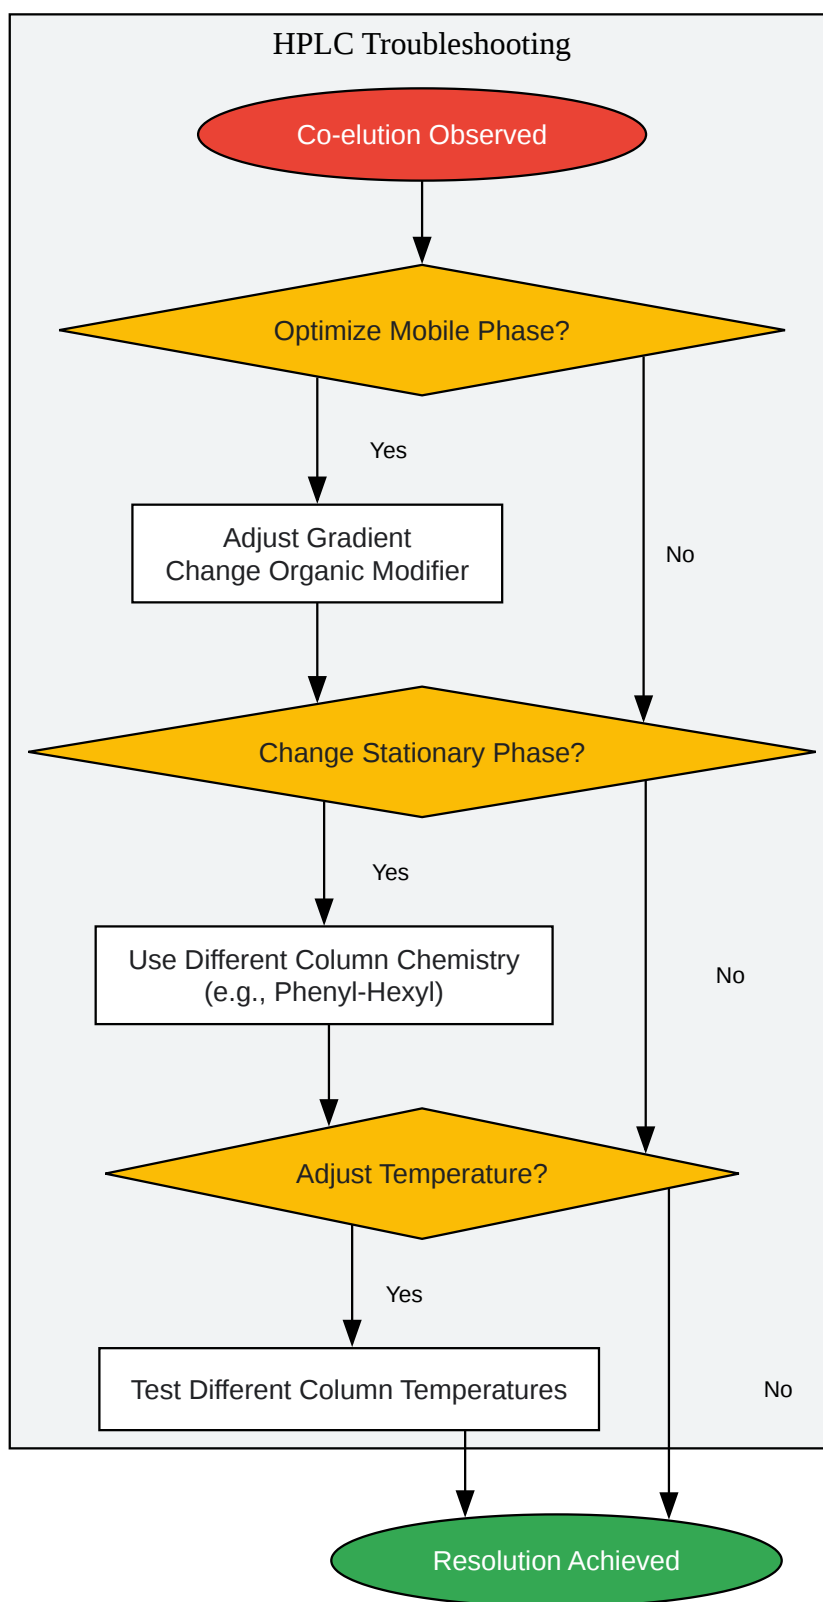 HPLC Troubleshooting
Co-elution Observed
Optimize Mobile Phase?
Yes
Adjust Gradient
Change Organic Modifier
No
Change Stationary Phase?
Yes
Use Different Column Chemistry
(e.g., Phenyl-Hexyl)
No
Adjust Temperature?
Yes
Test Different Column Temperatures
No
Resolution Achieved